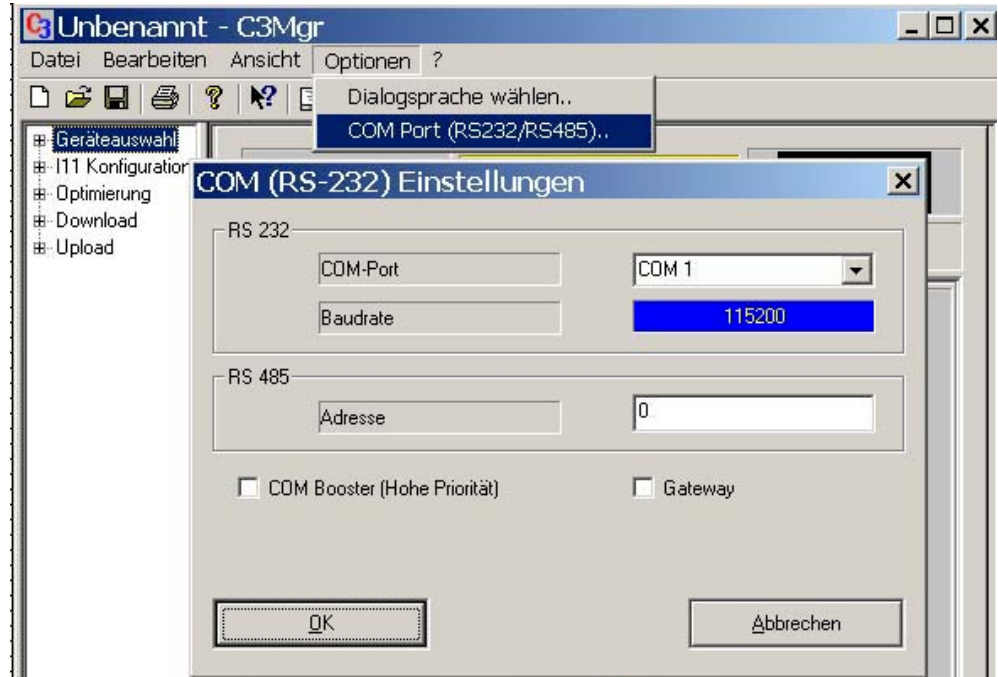 C3 Unbenannt - C3Mgr
Datei Bearbeiten Ansicht Optionen ?
Dialogsprache wählen..
COM Port (RS232/RS485)..
Geräteauswahl
I11 Konfiguration
Optimierung
Download
Upload
COM (RS-232) Einstellungen
RS 232
COM-Port COM 1
Baudrate 115200
RS 485
Adresse 0
COM Booster (Hohe Priorität) Gateway
OK Abbrechen